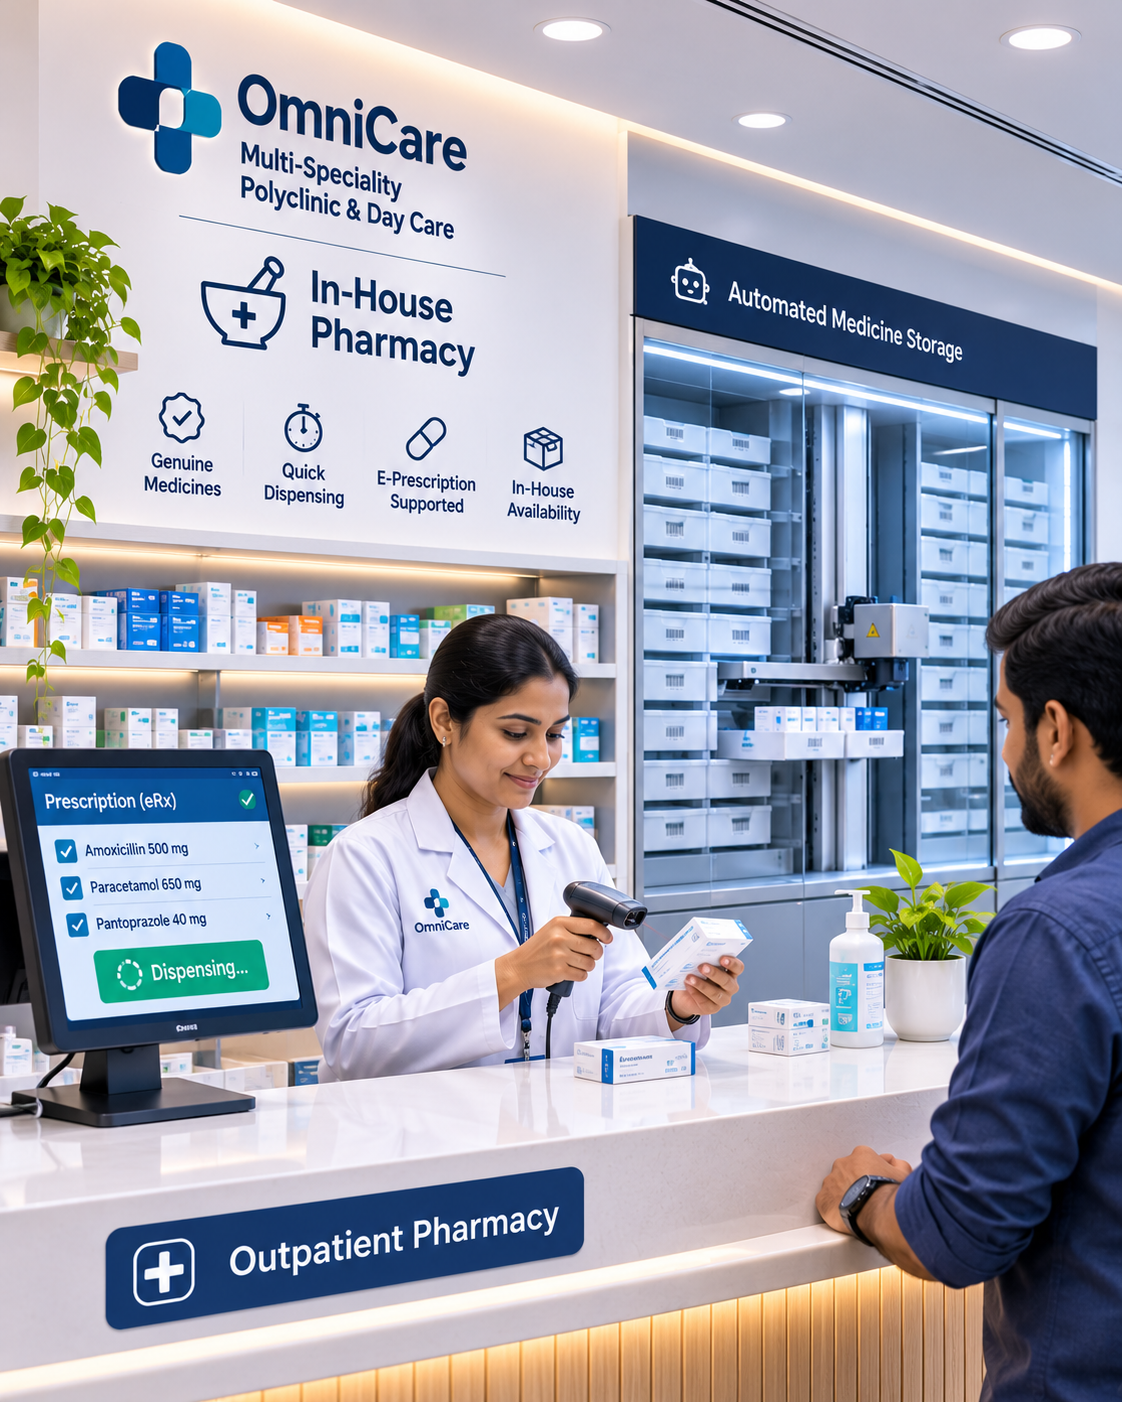 OmniCare
Multi-Speciality
Polyclinic & Day Care
In-House
Pharmacy
Genuine
Medicines
Quick
Dispensing
E-Prescription
Supported
In-House
Availability
Automated Medicine Storage
Prescription (eRx)
Amoxicillin 500 mg
Paracetamol 650 mg
Pantoprazole 40 mg
Dispensing...
OmniCare
Outpatient Pharmacy